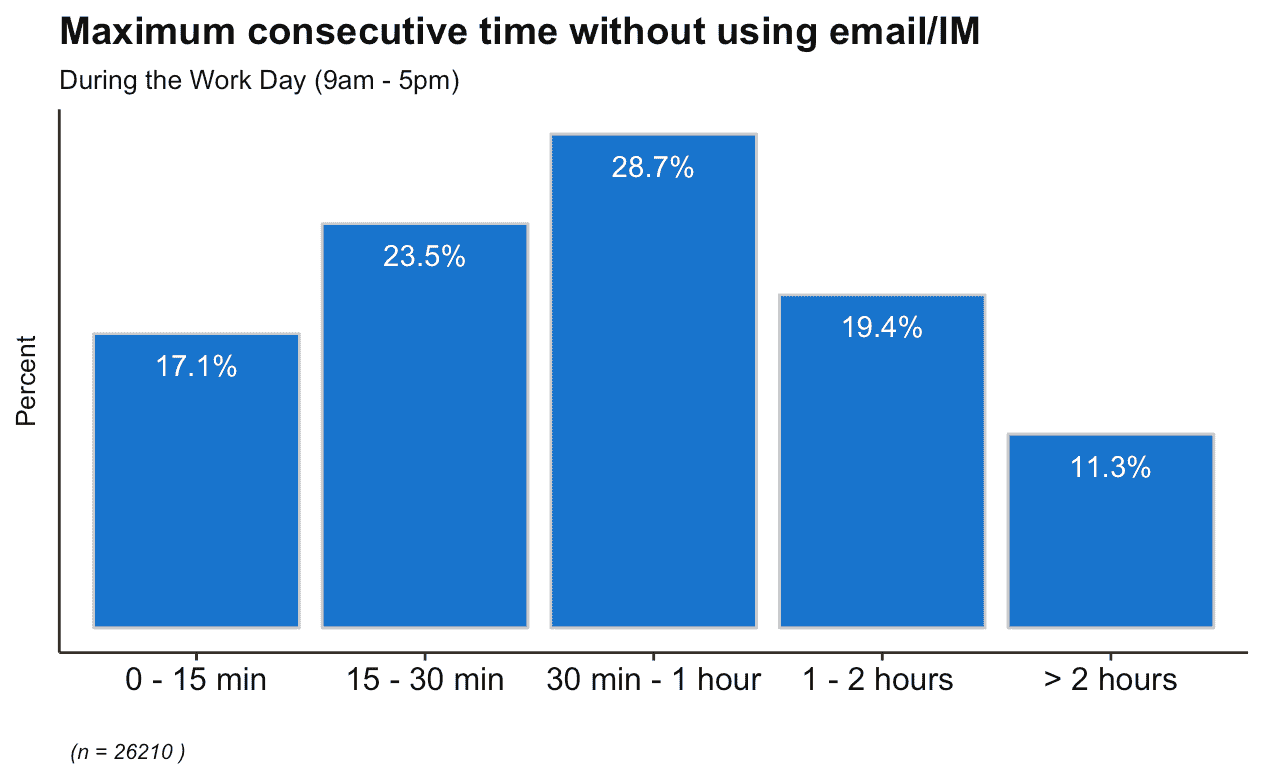 Maximum consecutive time without using email/IM
During the Work Day (9am - 5pm)
Percent
17.1%
23.5%
28.7%
19.4%
11.3%
0 - 15 min
15 - 30 min
30 min - 1 hour
1 - 2 hours
> 2 hours
(n = 26210 )